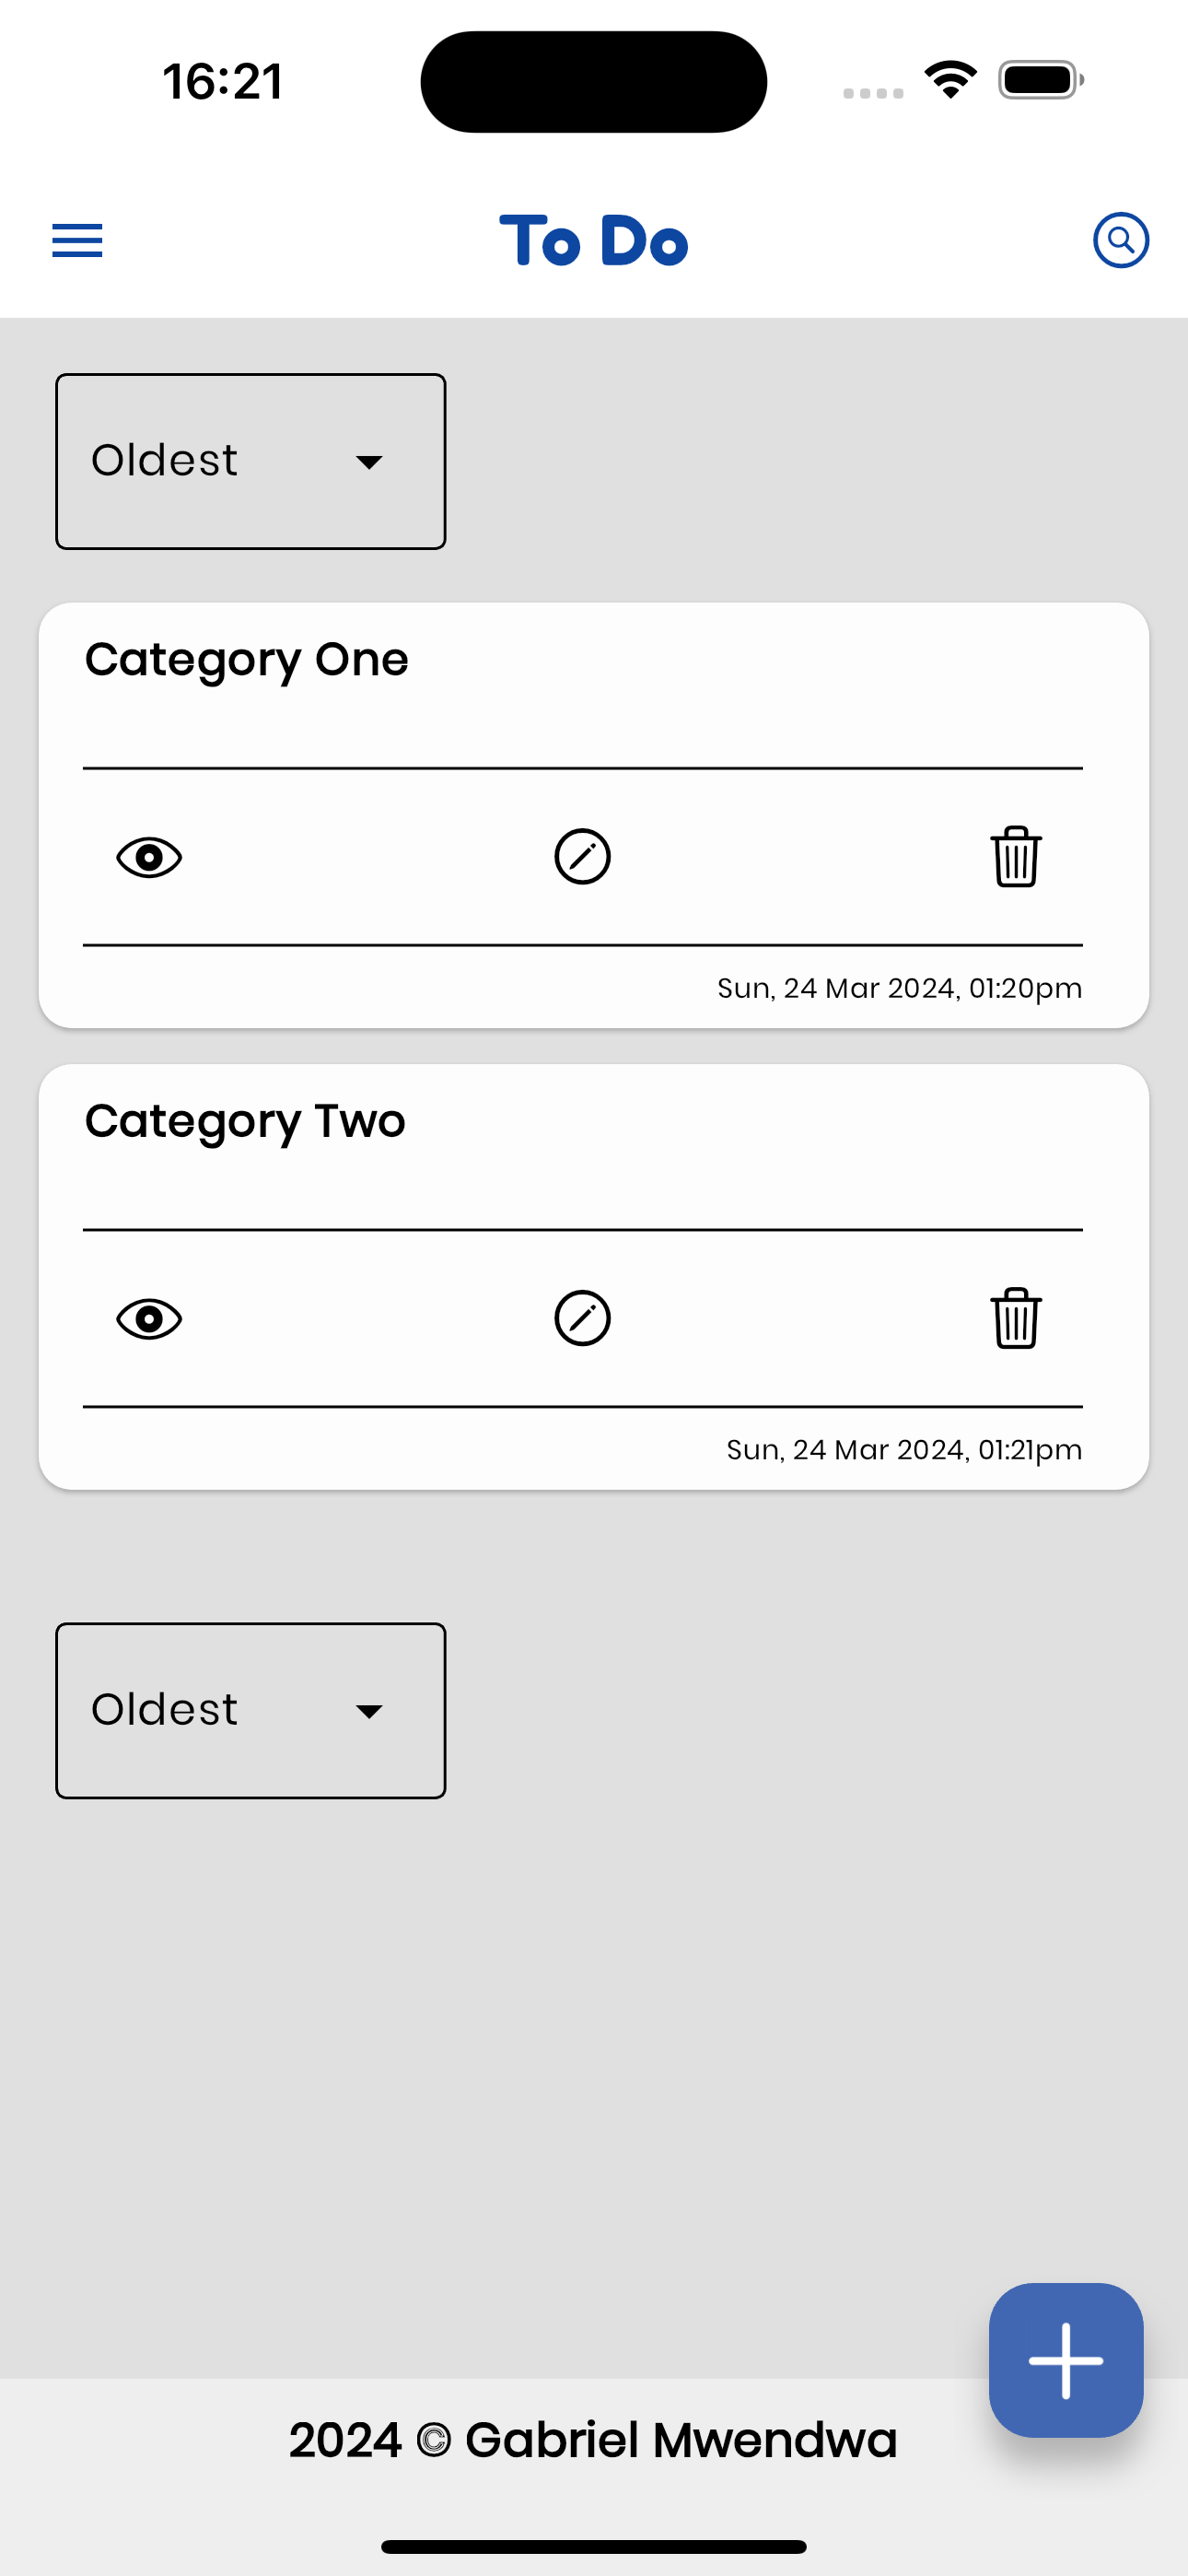 16:21
To Do
Oldest
Category One
Sun, 24 Mar 2024, 01:20pm
Category Two
Sun, 24 Mar 2024, 01:21pm
Oldest
2024 © Gabriel Mwendwa